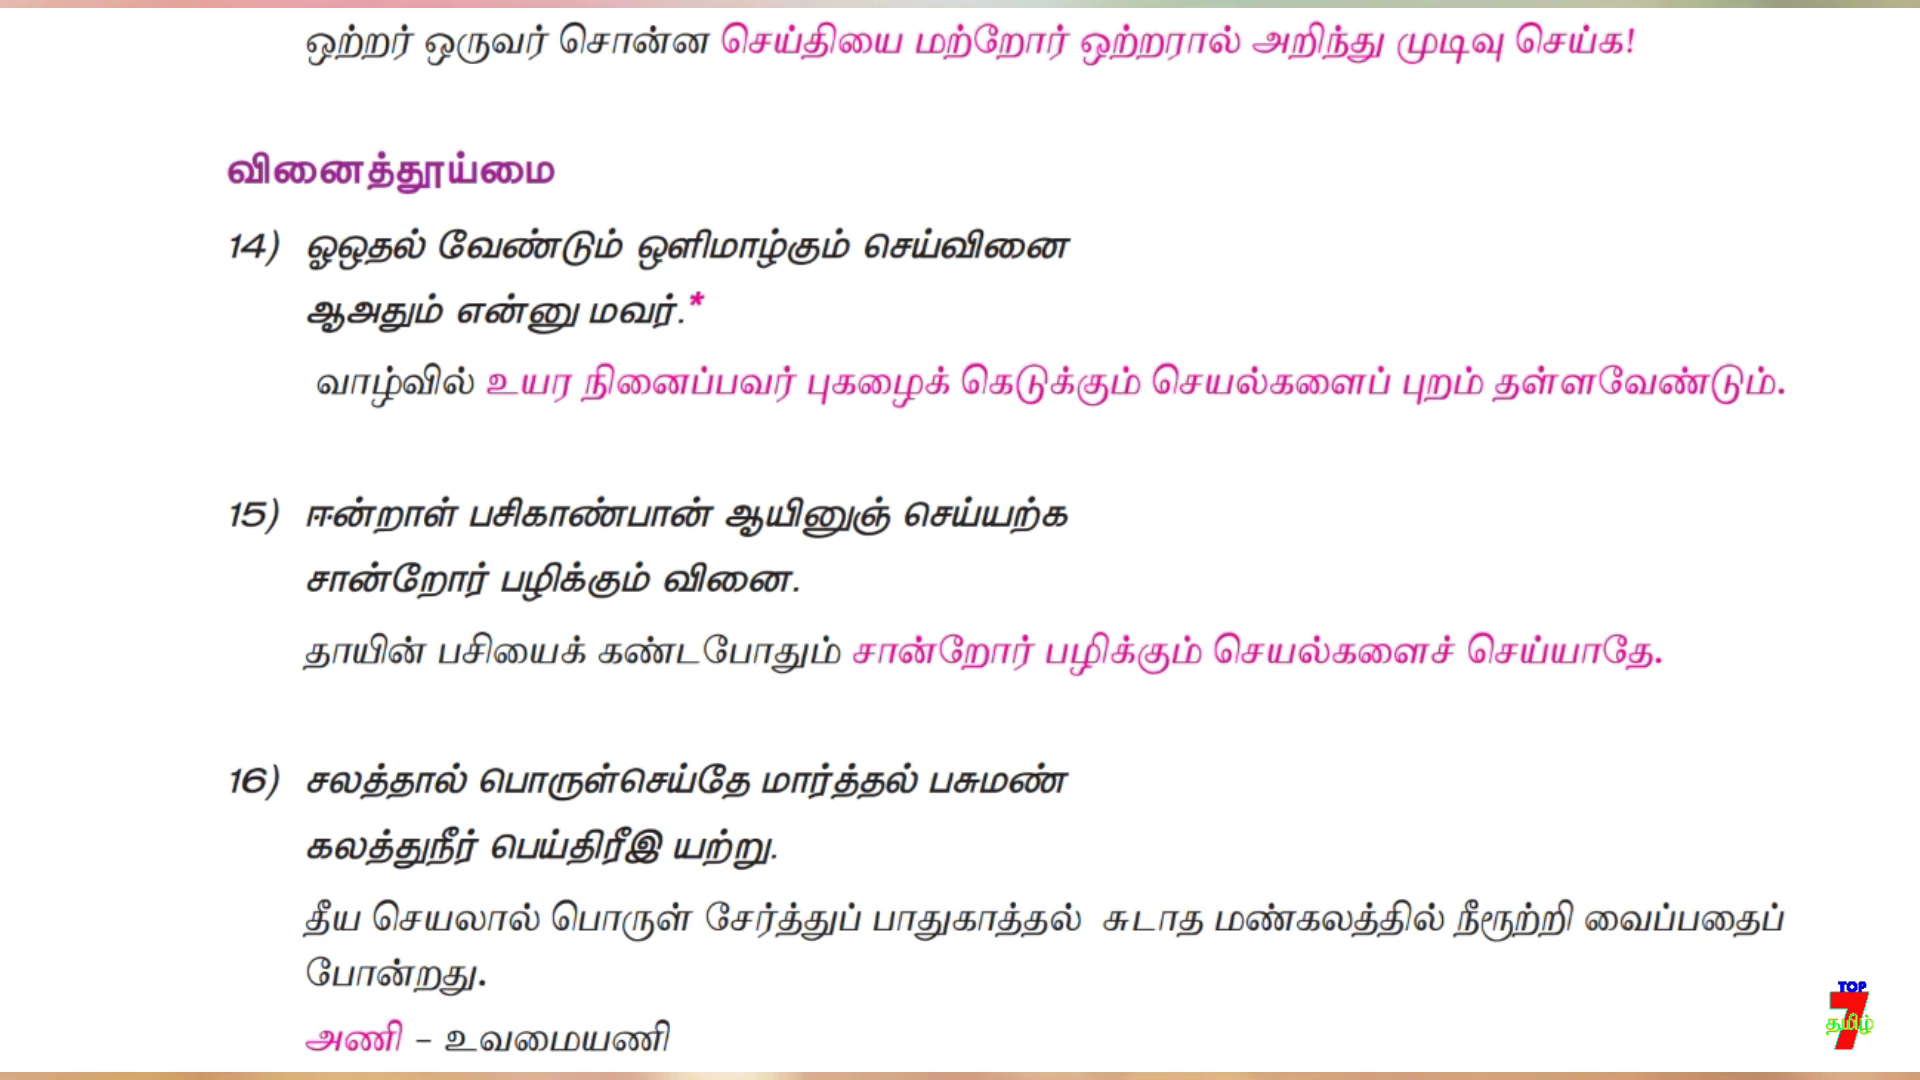 ஒற்றர் ஒருவர் சொன்ன செய்தியை மற்றோர் ஒற்றரால் அறிந்து முடிவு செய்க!
வினைத்தூய்மை
14) ஓஒதல் வேண்டும் ஒளிமாழ்கும் செய்வினை
ஆஅதும் என்னு மவர்.*
வாழ்வில் உயர நினைப்பவர் புகழைக் கெடுக்கும் செயல்களைப் புறம் தள்ளவேண்டும்.
15) ஈன்றாள் பசிகாண்பான் ஆயினுஞ் செய்யற்க
சான்றோர் பழிக்கும் வினை.
தாயின் பசியைக் கண்டபோதும் சான்றோர் பழிக்கும் செயல்களைச் செய்யாதே.
16) சலத்தால் பொருள்செய்தே மார்த்தல் பசுமண்
கலத்துநீர் பெய்திரீஇ யற்று.
தீய செயலால் பொருள் சேர்த்துப் பாதுகாத்தல் சுடாத மண்கலத்தில் நீரூற்றி வைப்பதைப்
போன்றது.
அணி – உவமையணி
TOP
7
தமிழ்